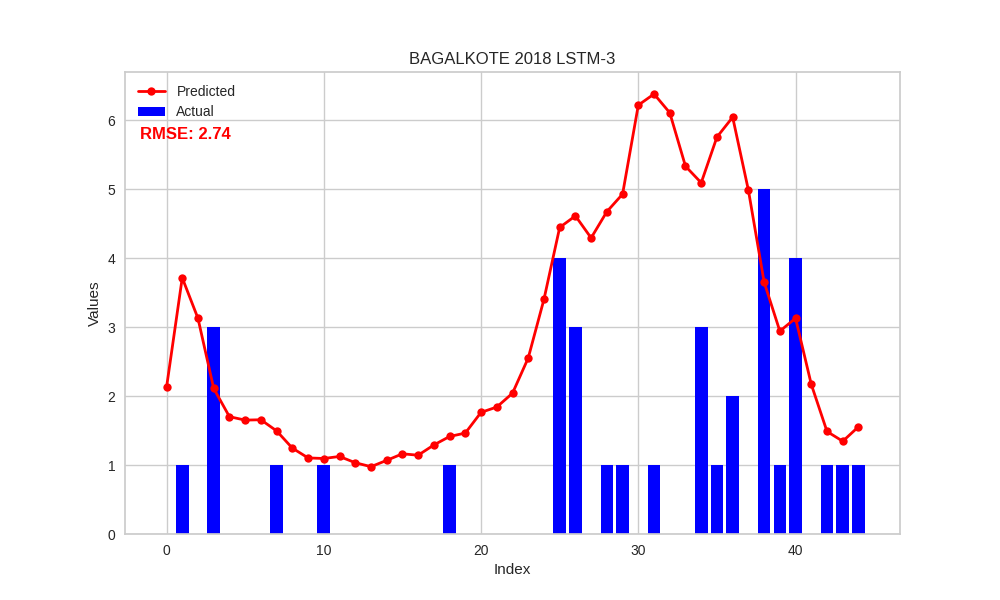 BAGALKOTE 2018 LSTM-3
Predicted
Actual
RMSE: 2.74
Values
6
5
4
3
2
1
0
0 10 20 30 40
Index